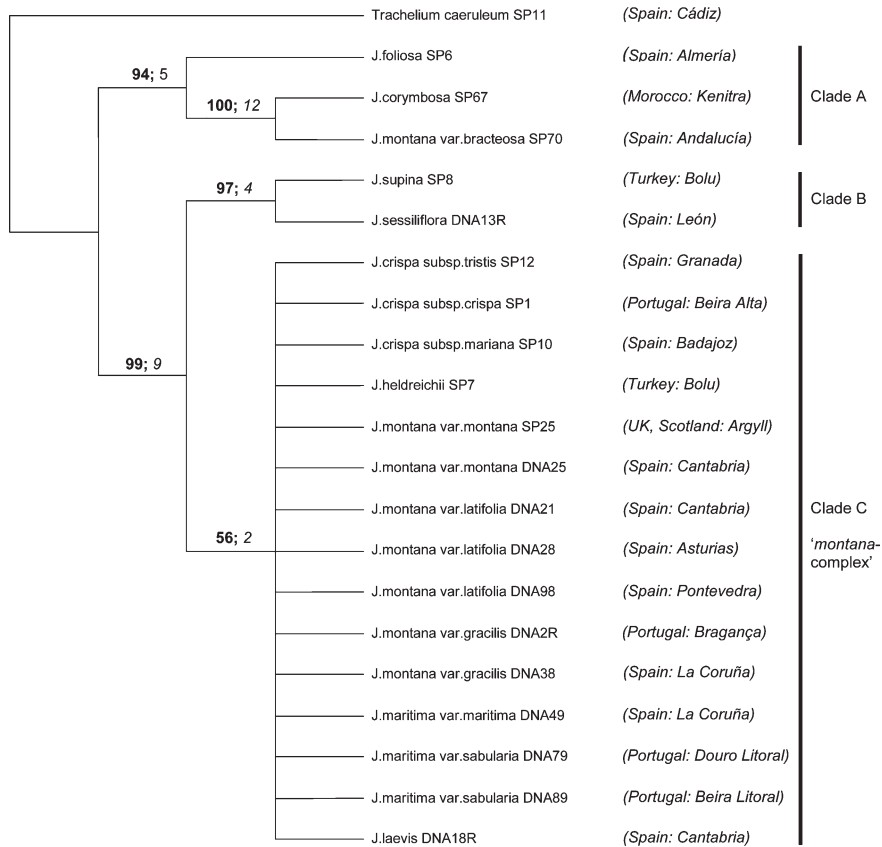 Trachelium caeruleum SP11 (Spain: Cádiz)
J.foliosa SP6 (Spain: Almería)
94; 5
100; 12 J.corymbosa SP67 (Morocco: Kenitra) Clade A
J.montana var.bracteosa SP70 (Spain: Andalucía)
97; 4 J.supina SP8 (Turkey: Bolu)
Clade B
J.sessiliflora DNA13R (Spain: León)
J.crispa subsp.tristis SP12 (Spain: Granada)
J.crispa subsp.crispa SP1 (Portugal: Beira Alta)
J.crispa subsp.mariana SP10 (Spain: Badajoz)
99; 9
J.heldreichii SP7 (Turkey: Bolu)
J.montana var.montana SP25 (UK, Scotland: Argyll)
J.montana var.montana DNA25 (Spain: Cantabria)
J.montana var.latifolia DNA21 (Spain: Cantabria) Clade C
56; 2
J.montana var.latifolia DNA28 (Spain: Asturias) ‘montana-
complex’
J.montana var.latifolia DNA98 (Spain: Pontevedra)
J.montana var.gracilis DNA2R (Portugal: Bragança)
J.montana var.gracilis DNA38 (Spain: La Coruña)
J.maritima var.maritima DNA49 (Spain: La Coruña)
J.maritima var.sabularia DNA79 (Portugal: Douro Litoral)
J.maritima var.sabularia DNA89 (Portugal: Beira Litoral)
J.laevis DNA18R (Spain: Cantabria)